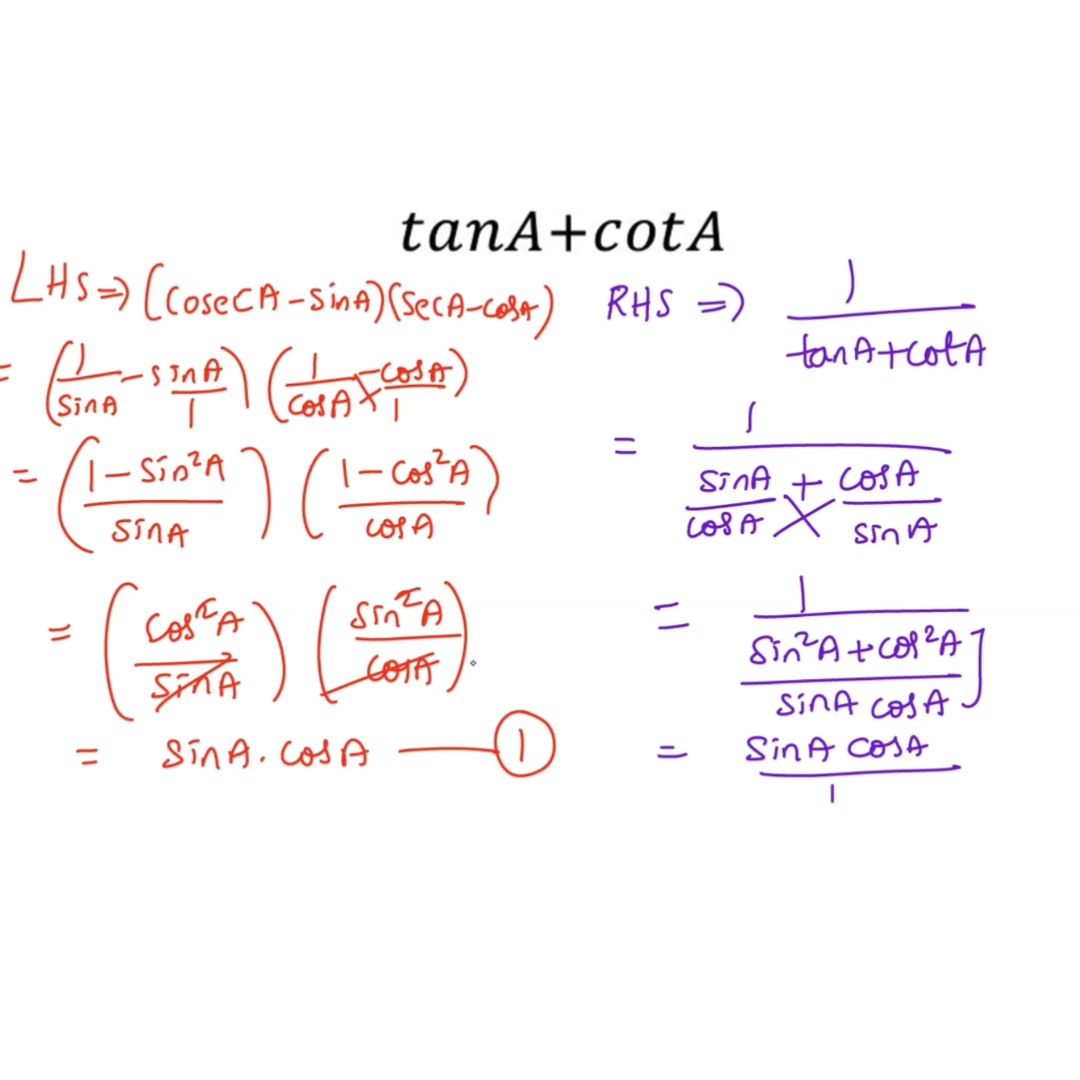 tanA+cotA
LHS => (CosecA - sinA)(SecA - cosA)
= (1/sinA - sinA/1) (1/cosA - cosA/1)
= (1 - sin²A / sinA) (1 - cos²A / cosA)
= (cos²A / sinA) (sin²A / cosA)
= sinA . cosA —— 1
RHS => 1 / tanA + cotA
= 1 / sinA/cosA + cosA/sinA
= 1 / sin²A + cos²A / sinA cosA
= sinA cosA / 1